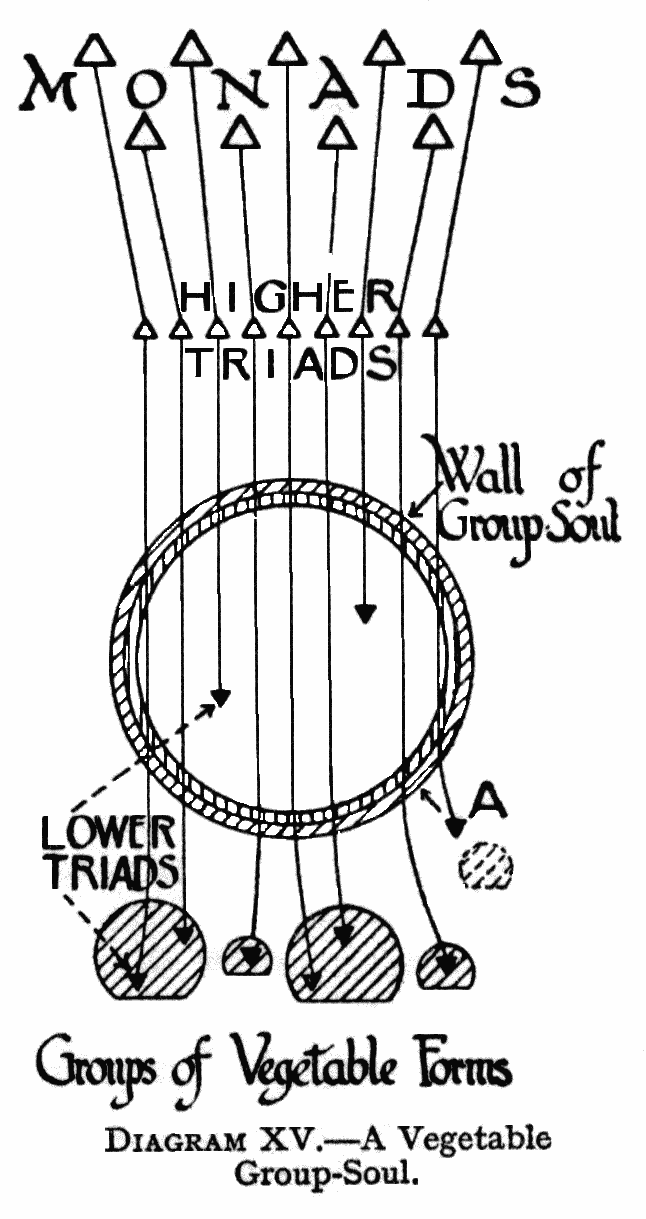 MONADS
HIGHER
TRIADS
Wall of
Group-Soul
A
LOWER
TRIADS
Groups of Vegetable Forms
DIAGRAM XV.—A Vegetable
Group-Soul.